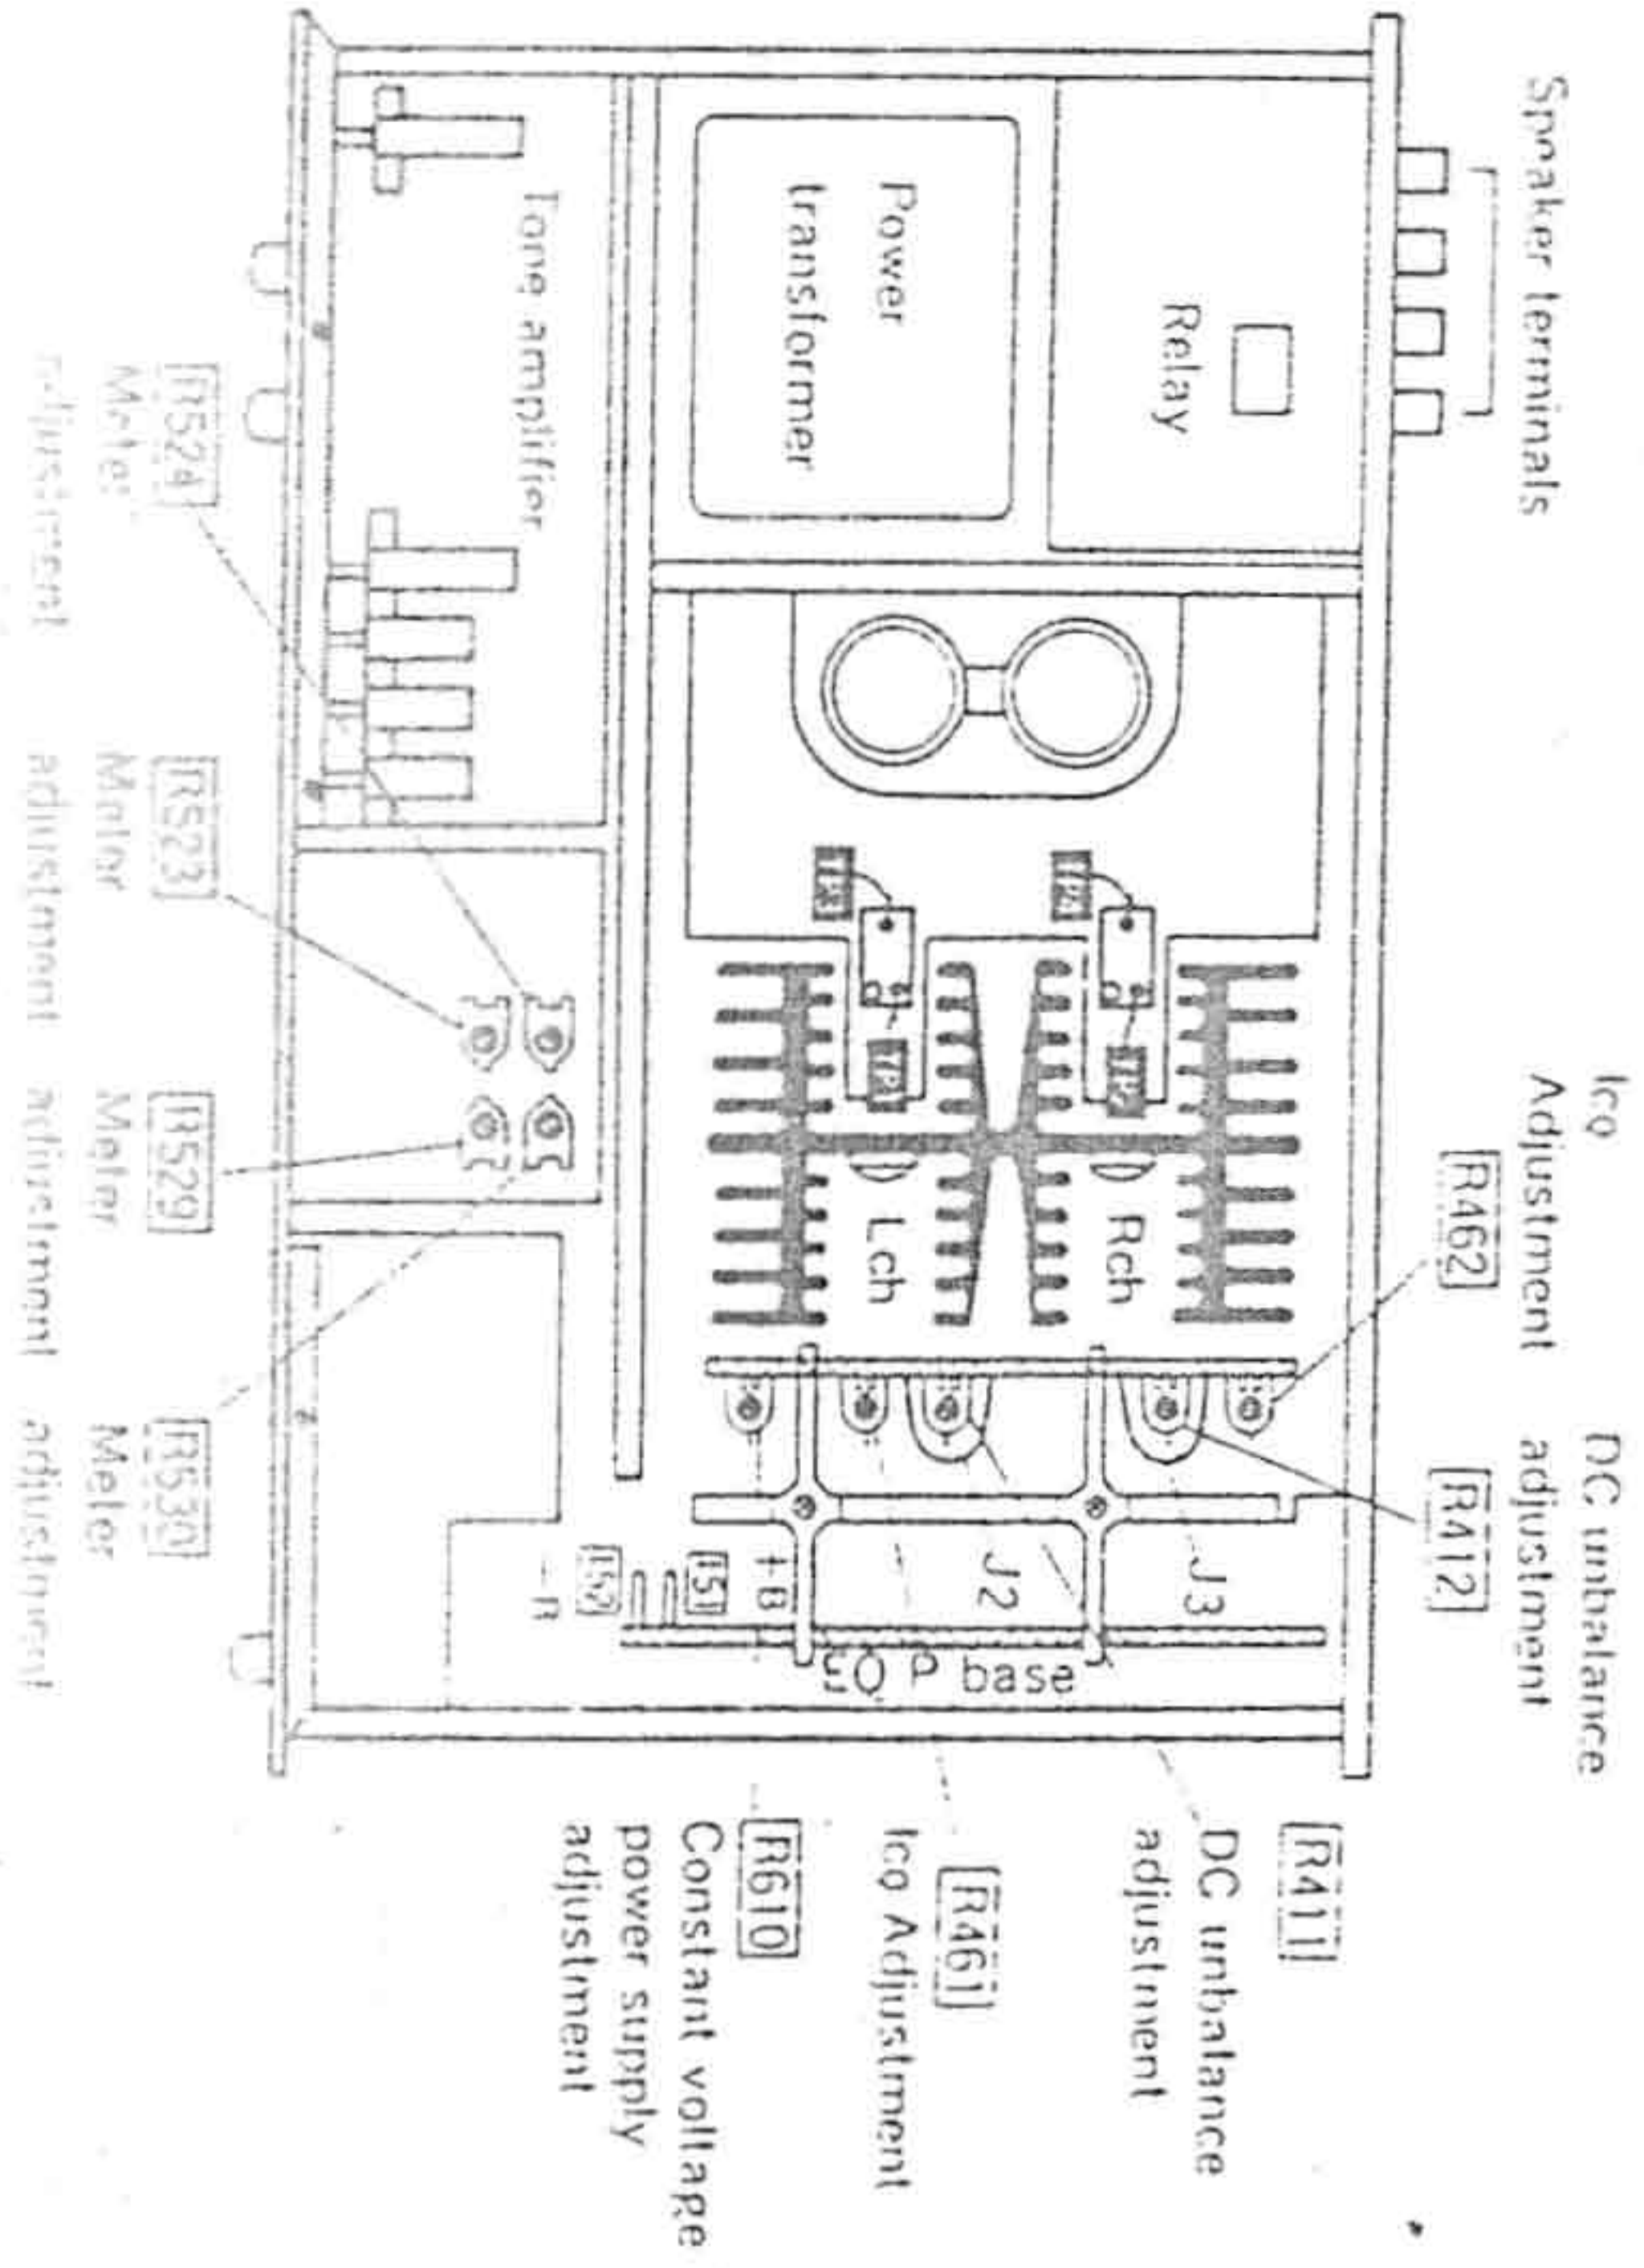 Speaker terminals
Icq
Adjustment
R462
DC unbalance
adjustment
R412
Relay
Power
transformer
Tone amplifier
Rch
Lch
J3
J2
+B
-B
base
R411
DC unbalance
adjustment
R461
Icq Adjustment
R610
Constant voltage
power supply
adjustment
R524
Meter
adjustment
R523
Meter
adjustment
R529
Meter
adjustment
R530
Meter
adjustment